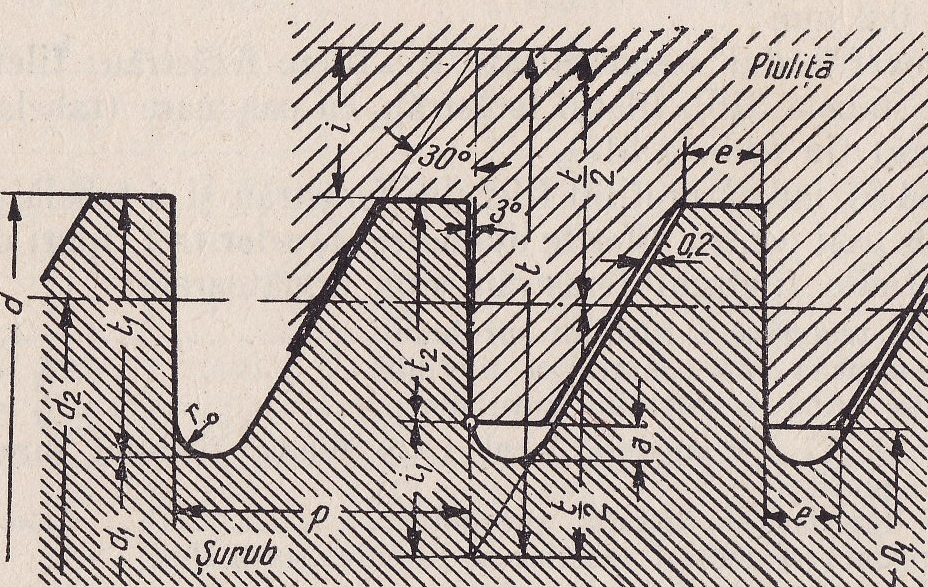 Piuliță
i
30°
t/2
e
3°
0,2
t
d
t₁
t₂
d₂
r₀
a
i₁
p
t/2
e
d₁
Șurub
D₁